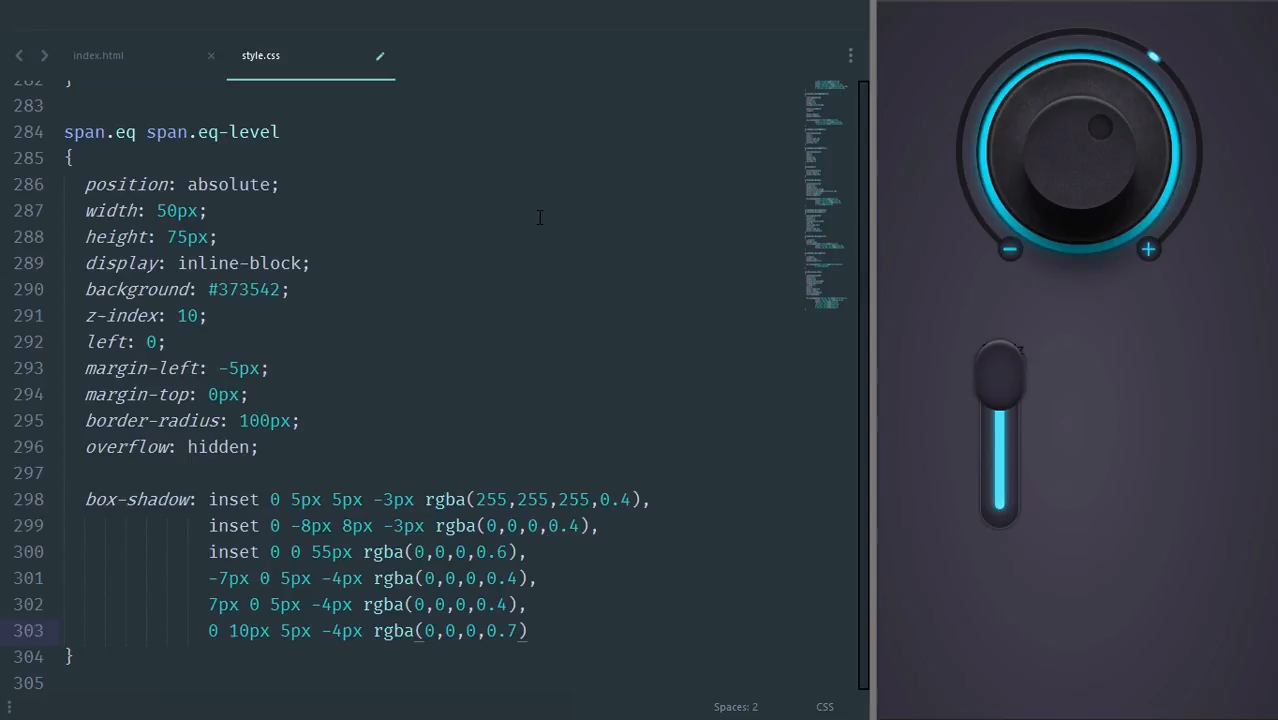 index.html
style.css
282 }
283
284 span.eq span.eq-level
285 {
286 position: absolute;
287 width: 50px;
288 height: 75px;
289 display: inline-block;
290 background: #373542;
291 z-index: 10;
292 left: 0;
293 margin-left: -5px;
294 margin-top: 0px;
295 border-radius: 100px;
296 overflow: hidden;
297
298 box-shadow: inset 0 5px 5px -3px rgba(255,255,255,0.4),
299 inset 0 -8px 8px -3px rgba(0,0,0,0.4),
300 inset 0 0 55px rgba(0,0,0,0.6),
301 -7px 0 5px -4px rgba(0,0,0,0.4),
302 7px 0 5px -4px rgba(0,0,0,0.4),
303 0 10px 5px -4px rgba(0,0,0,0.7)
304 }
305
Spaces: 2
CSS